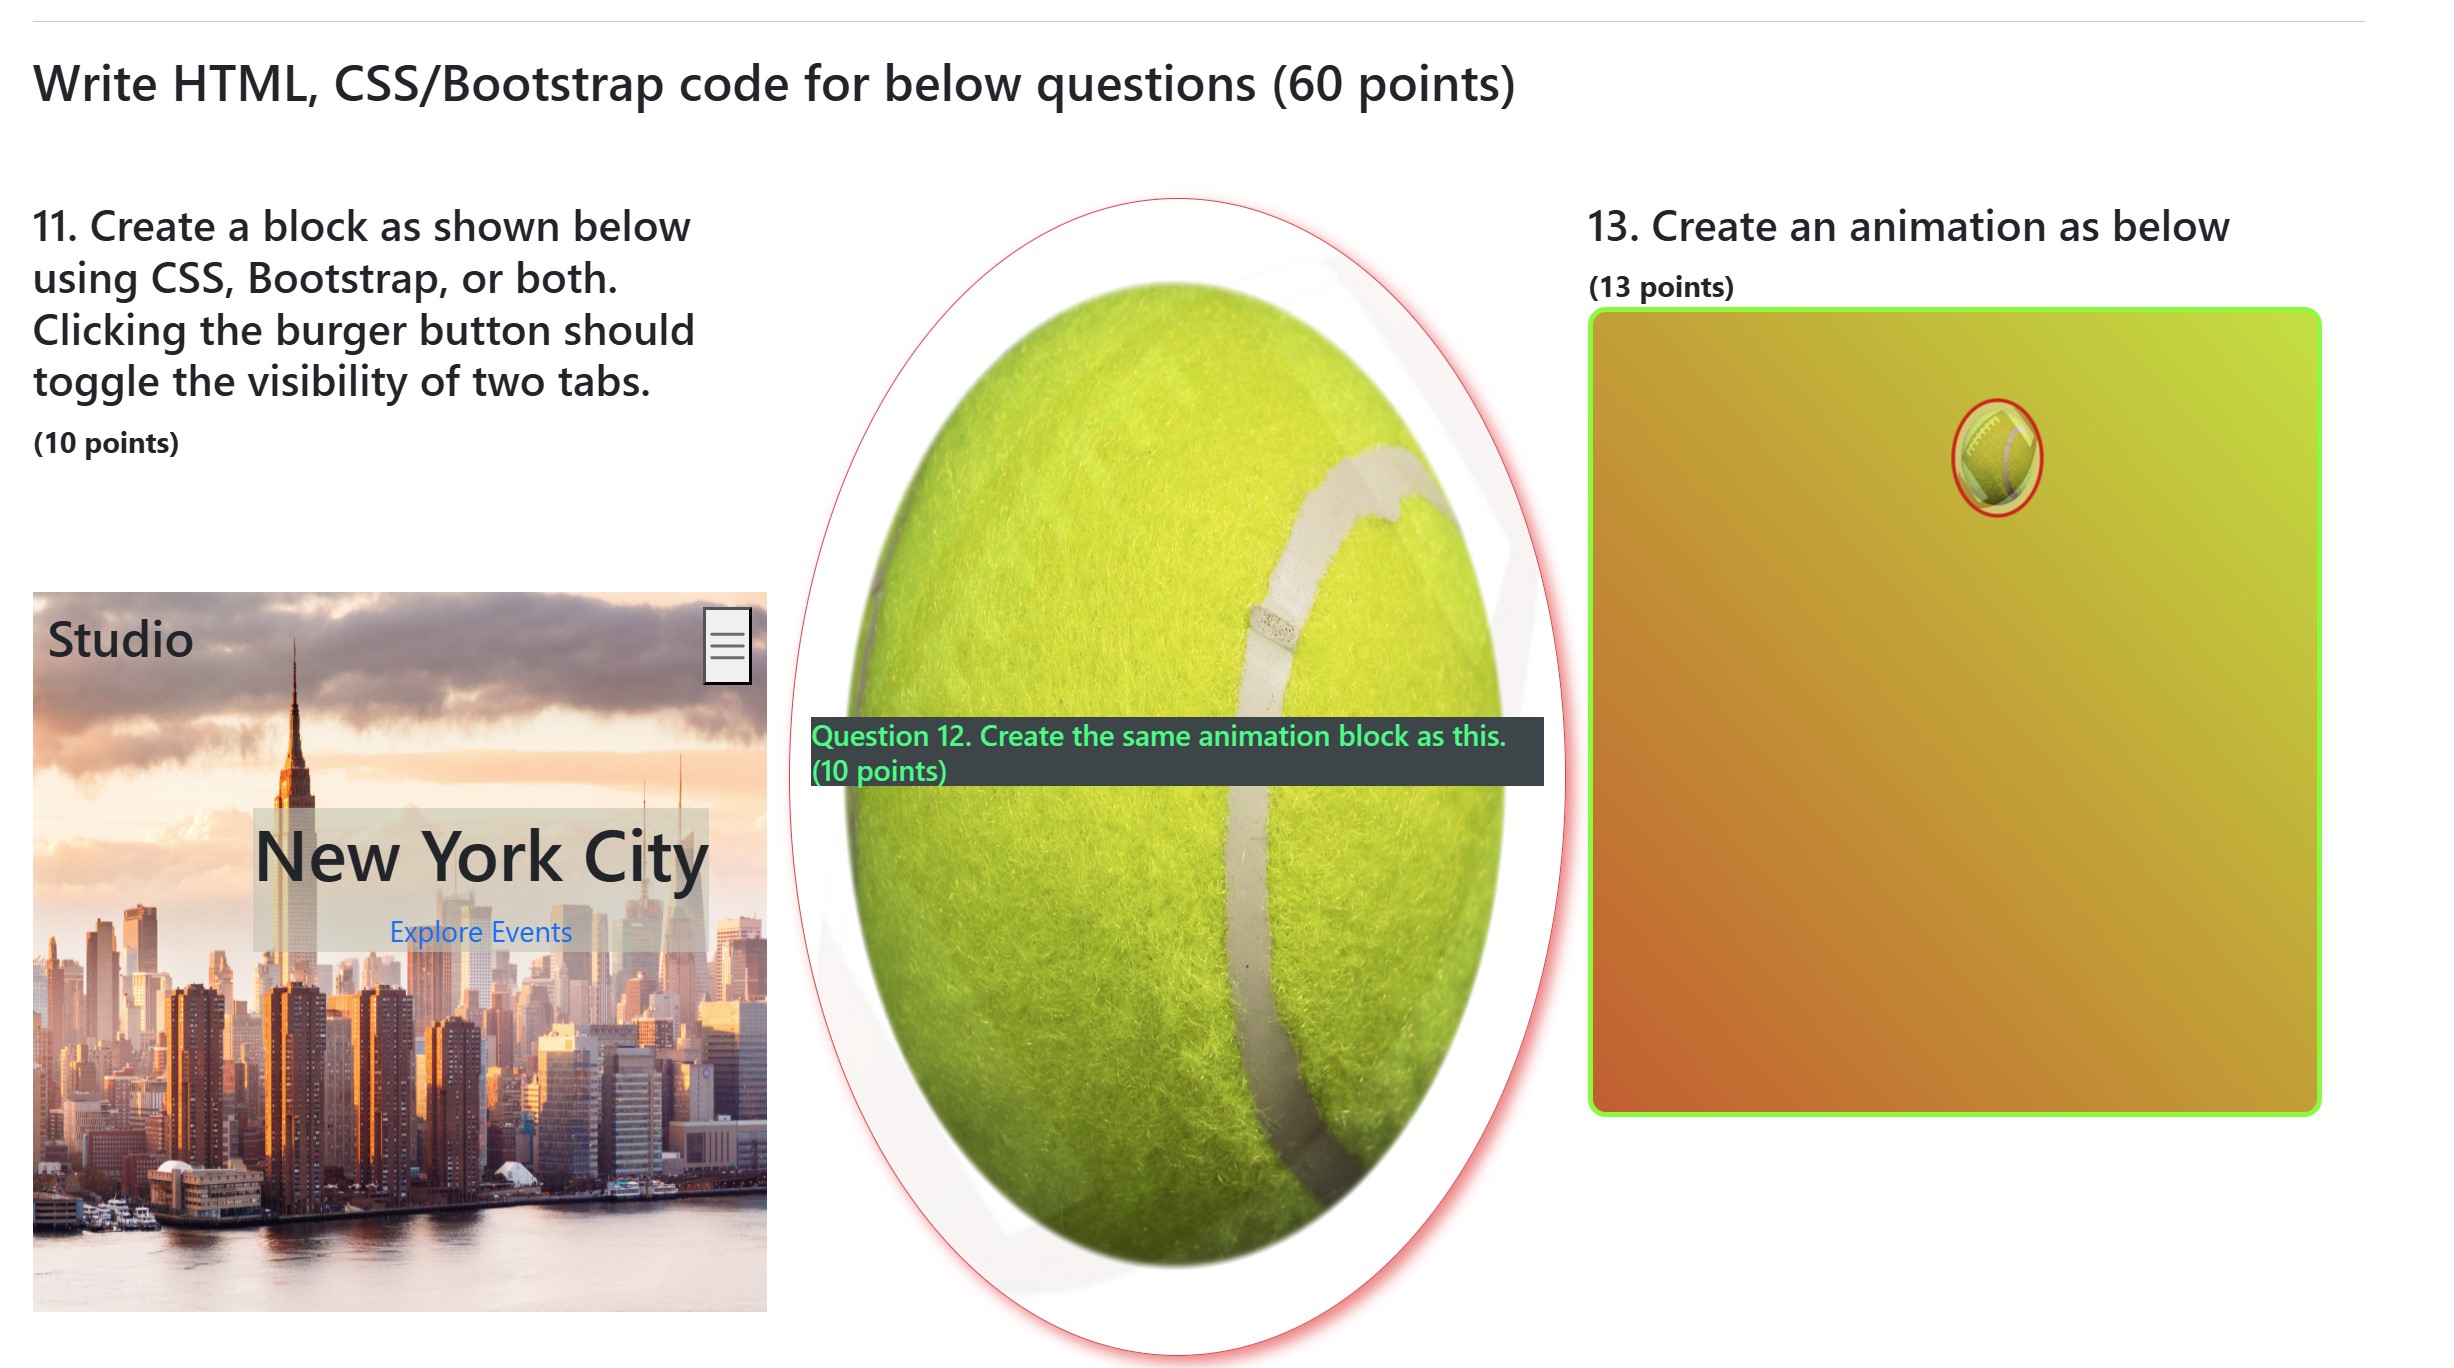 Write HTML, CSS/Bootstrap code for below questions (60 points)
11. Create a block as shown below
using CSS, Bootstrap, or both.
Clicking the burger button should
toggle the visibility of two tabs.
(10 points)
Studio
New York City
Explore Events
Question 12. Create the same animation block as this.
(10 points)
13. Create an animation as below
(13 points)